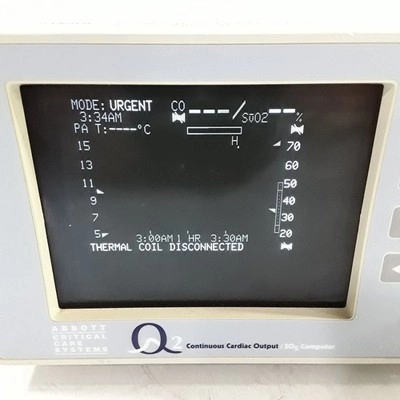 MODE: URGENT CO ---/SvO2 --%
3:34AM
PA T:----°C
H
15 70
13 60
11 50
9 40
7 30
5 20
3:00AM 1 HR 3:30AM
THERMAL COIL DISCONNECTED
ABBOTT
CRITICAL
CARE
SYSTEMS
Q2 Continuous Cardiac Output / SO2 Computer